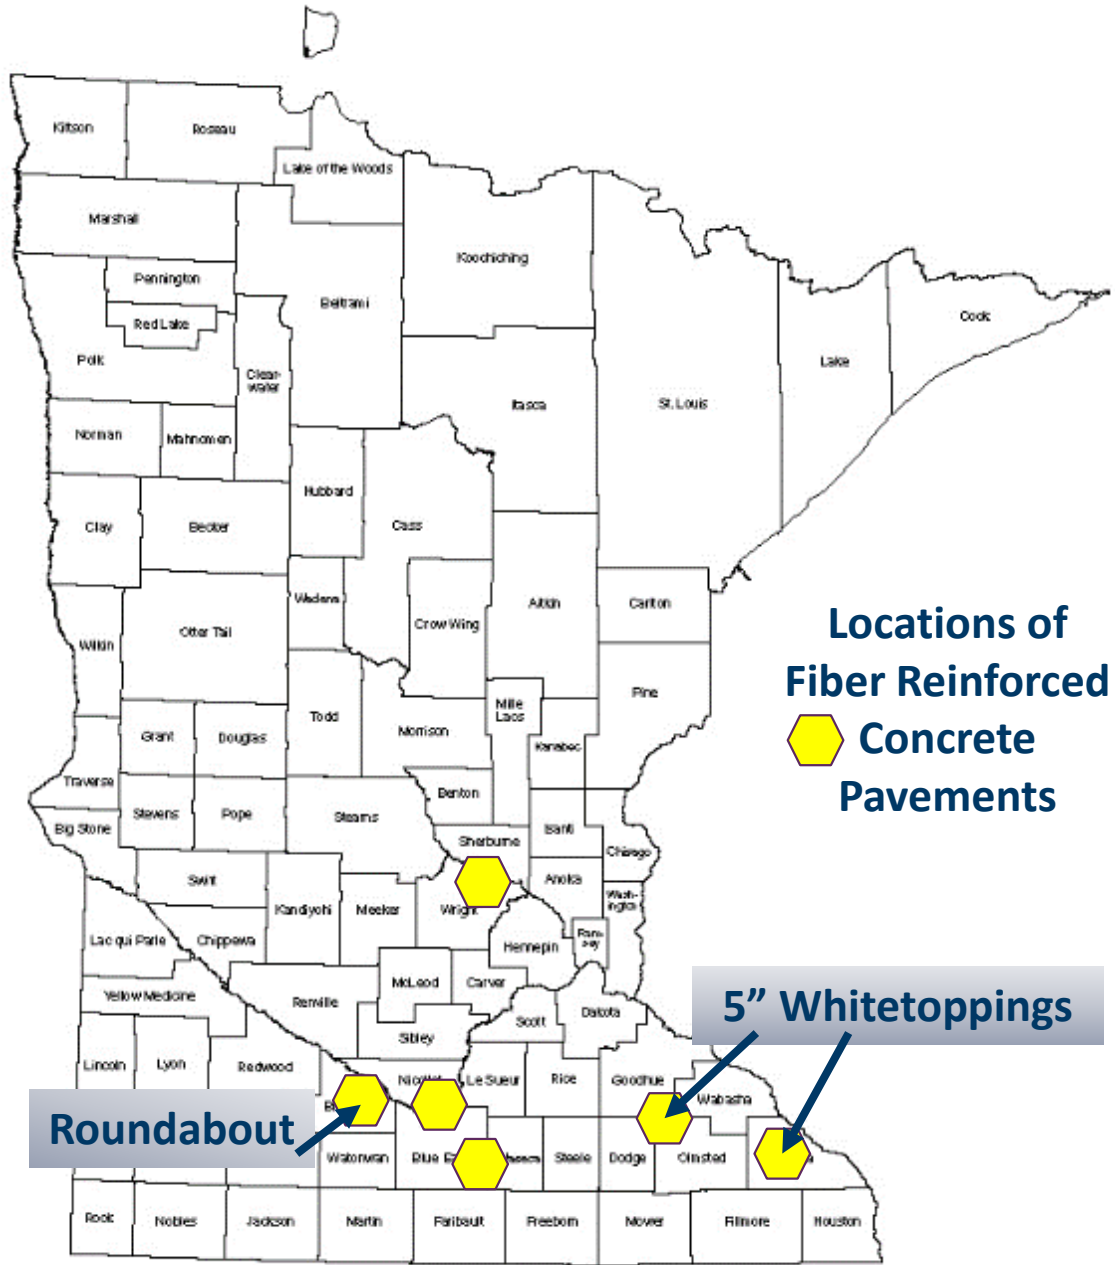 Kittson
Roseau
Lake of the Woods
Marshall
Koochiching
Pennington
Beltrami
Red Lake
Cook
Polk
Lake
Clear-
water
Itasca
St. Louis
Norman
Mahnomen
Hubbard
Clay
Becker
Cass
Wadena
Aitkin
Carlton
Crow Wing
Otter Tail
Wilkin
Pine
Locations of
Fiber Reinforced
Concrete
Pavements
Todd
Mille
Lacs
Morrison
Grant
Douglas
Kanabec
Traverse
Benton
Stevens
Pope
Stearns
Big Stone
Isanti
Sherburne
Chisago
Swift
Anoka
Wash-
ington
Kandiyohi
Meeker
Wright
Ram-
sey
Lac qui Parle
Chippewa
Hennepin
McLeod
Carver
Yellow Medicine
Renville
5” Whitetoppings
Dakota
Scott
Sibley
Lincoln
Lyon
Redwood
Le Sueur
Rice
Goodhue
Wabasha
Roundabout
Watonwan
Steele
Dodge
Olmsted
Rock
Nobles
Jackson
Martin
Faribault
Freeborn
Mower
Fillmore
Houston